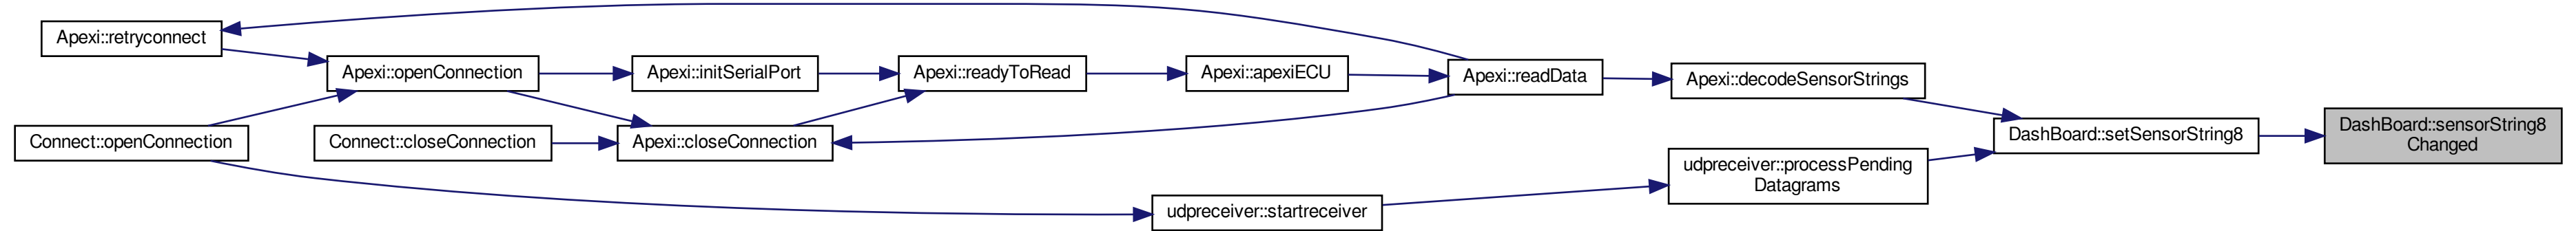 Apexi::retryconnect
Apexi::openConnection
Apexi::initSerialPort
Apexi::readyToRead
Apexi::apexiECU
Apexi::readData
Apexi::decodeSensorStrings
DashBoard::sensorString8
Changed
DashBoard::setSensorString8
Connect::openConnection
Connect::closeConnection
Apexi::closeConnection
udpreceiver::processPending
Datagrams
udpreceiver::startreceiver